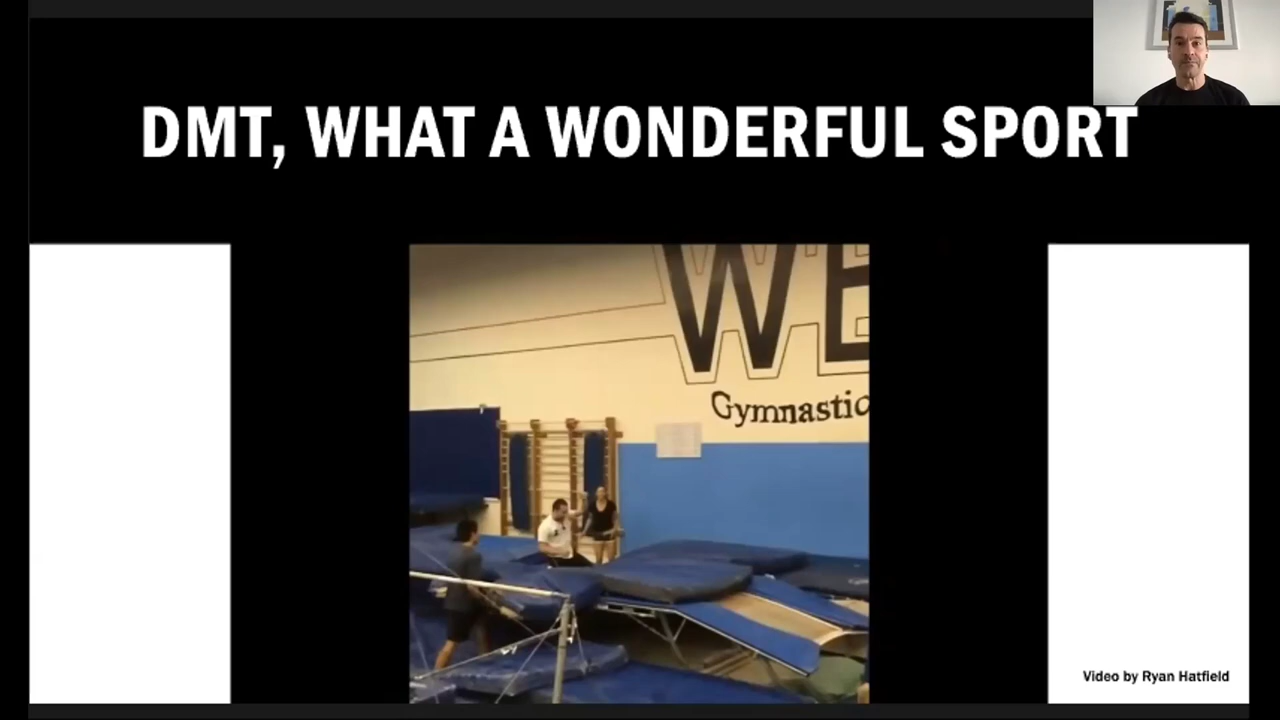 DMT, WHAT A WONDERFUL SPORT
WE
Gymnastic
Video by Ryan Hatfield